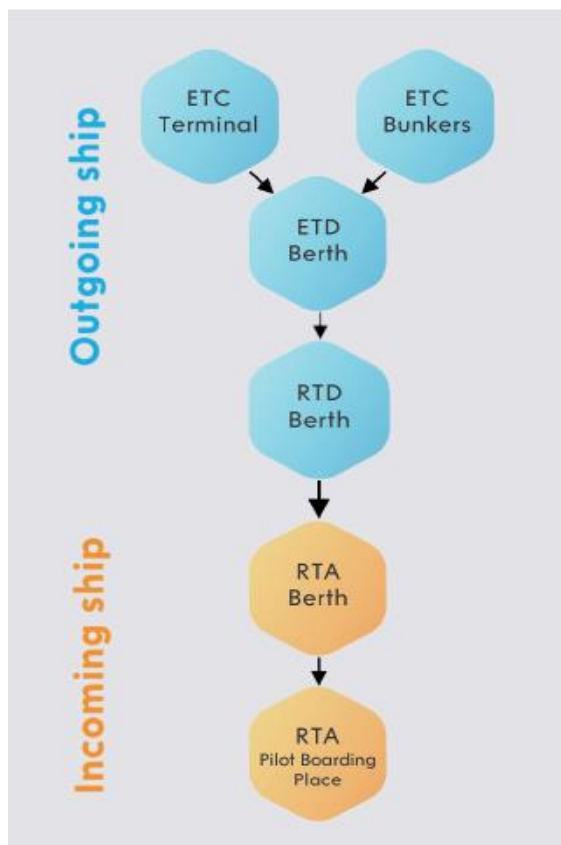 Outgoing ship
ETC
Terminal
ETC
Bunkers
ETD
Berth
RTD
Berth
Incoming ship
RTA
Berth
RTA
Pilot Boarding
Place